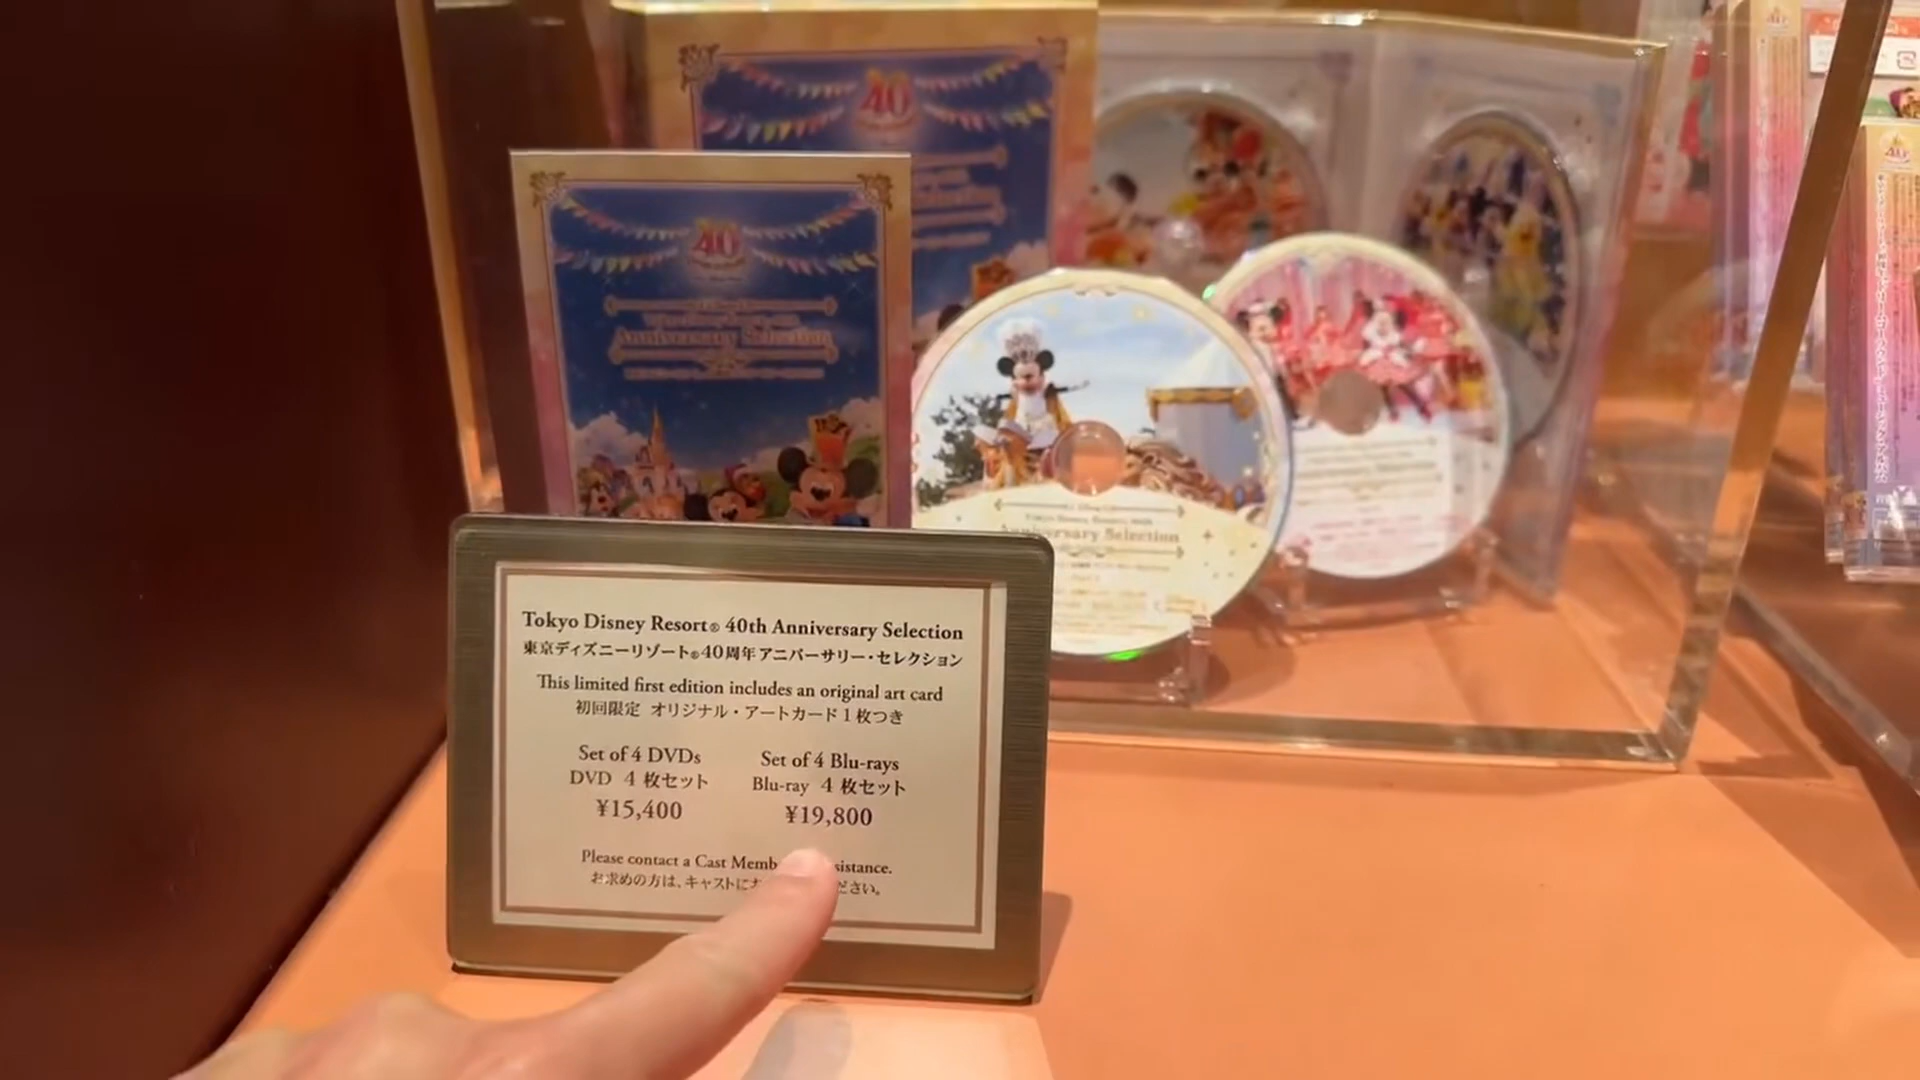 40
40
Anniversary Selection
Anniversary Selection
Tokyo Disney Resort® 40th Anniversary Selection
東京ディズニーリゾート®40周年アニバーサリー・セレクション
This limited first edition includes an original art card
初回限定 オリジナル・アートカード1枚つき
Set of 4 DVDs
DVD 4枚セット
¥15,400
Set of 4 Blu-rays
Blu-ray 4枚セット
¥19,800
Please contact a Cast Memb sistance.
お求めの方は、キャストにお ださい。